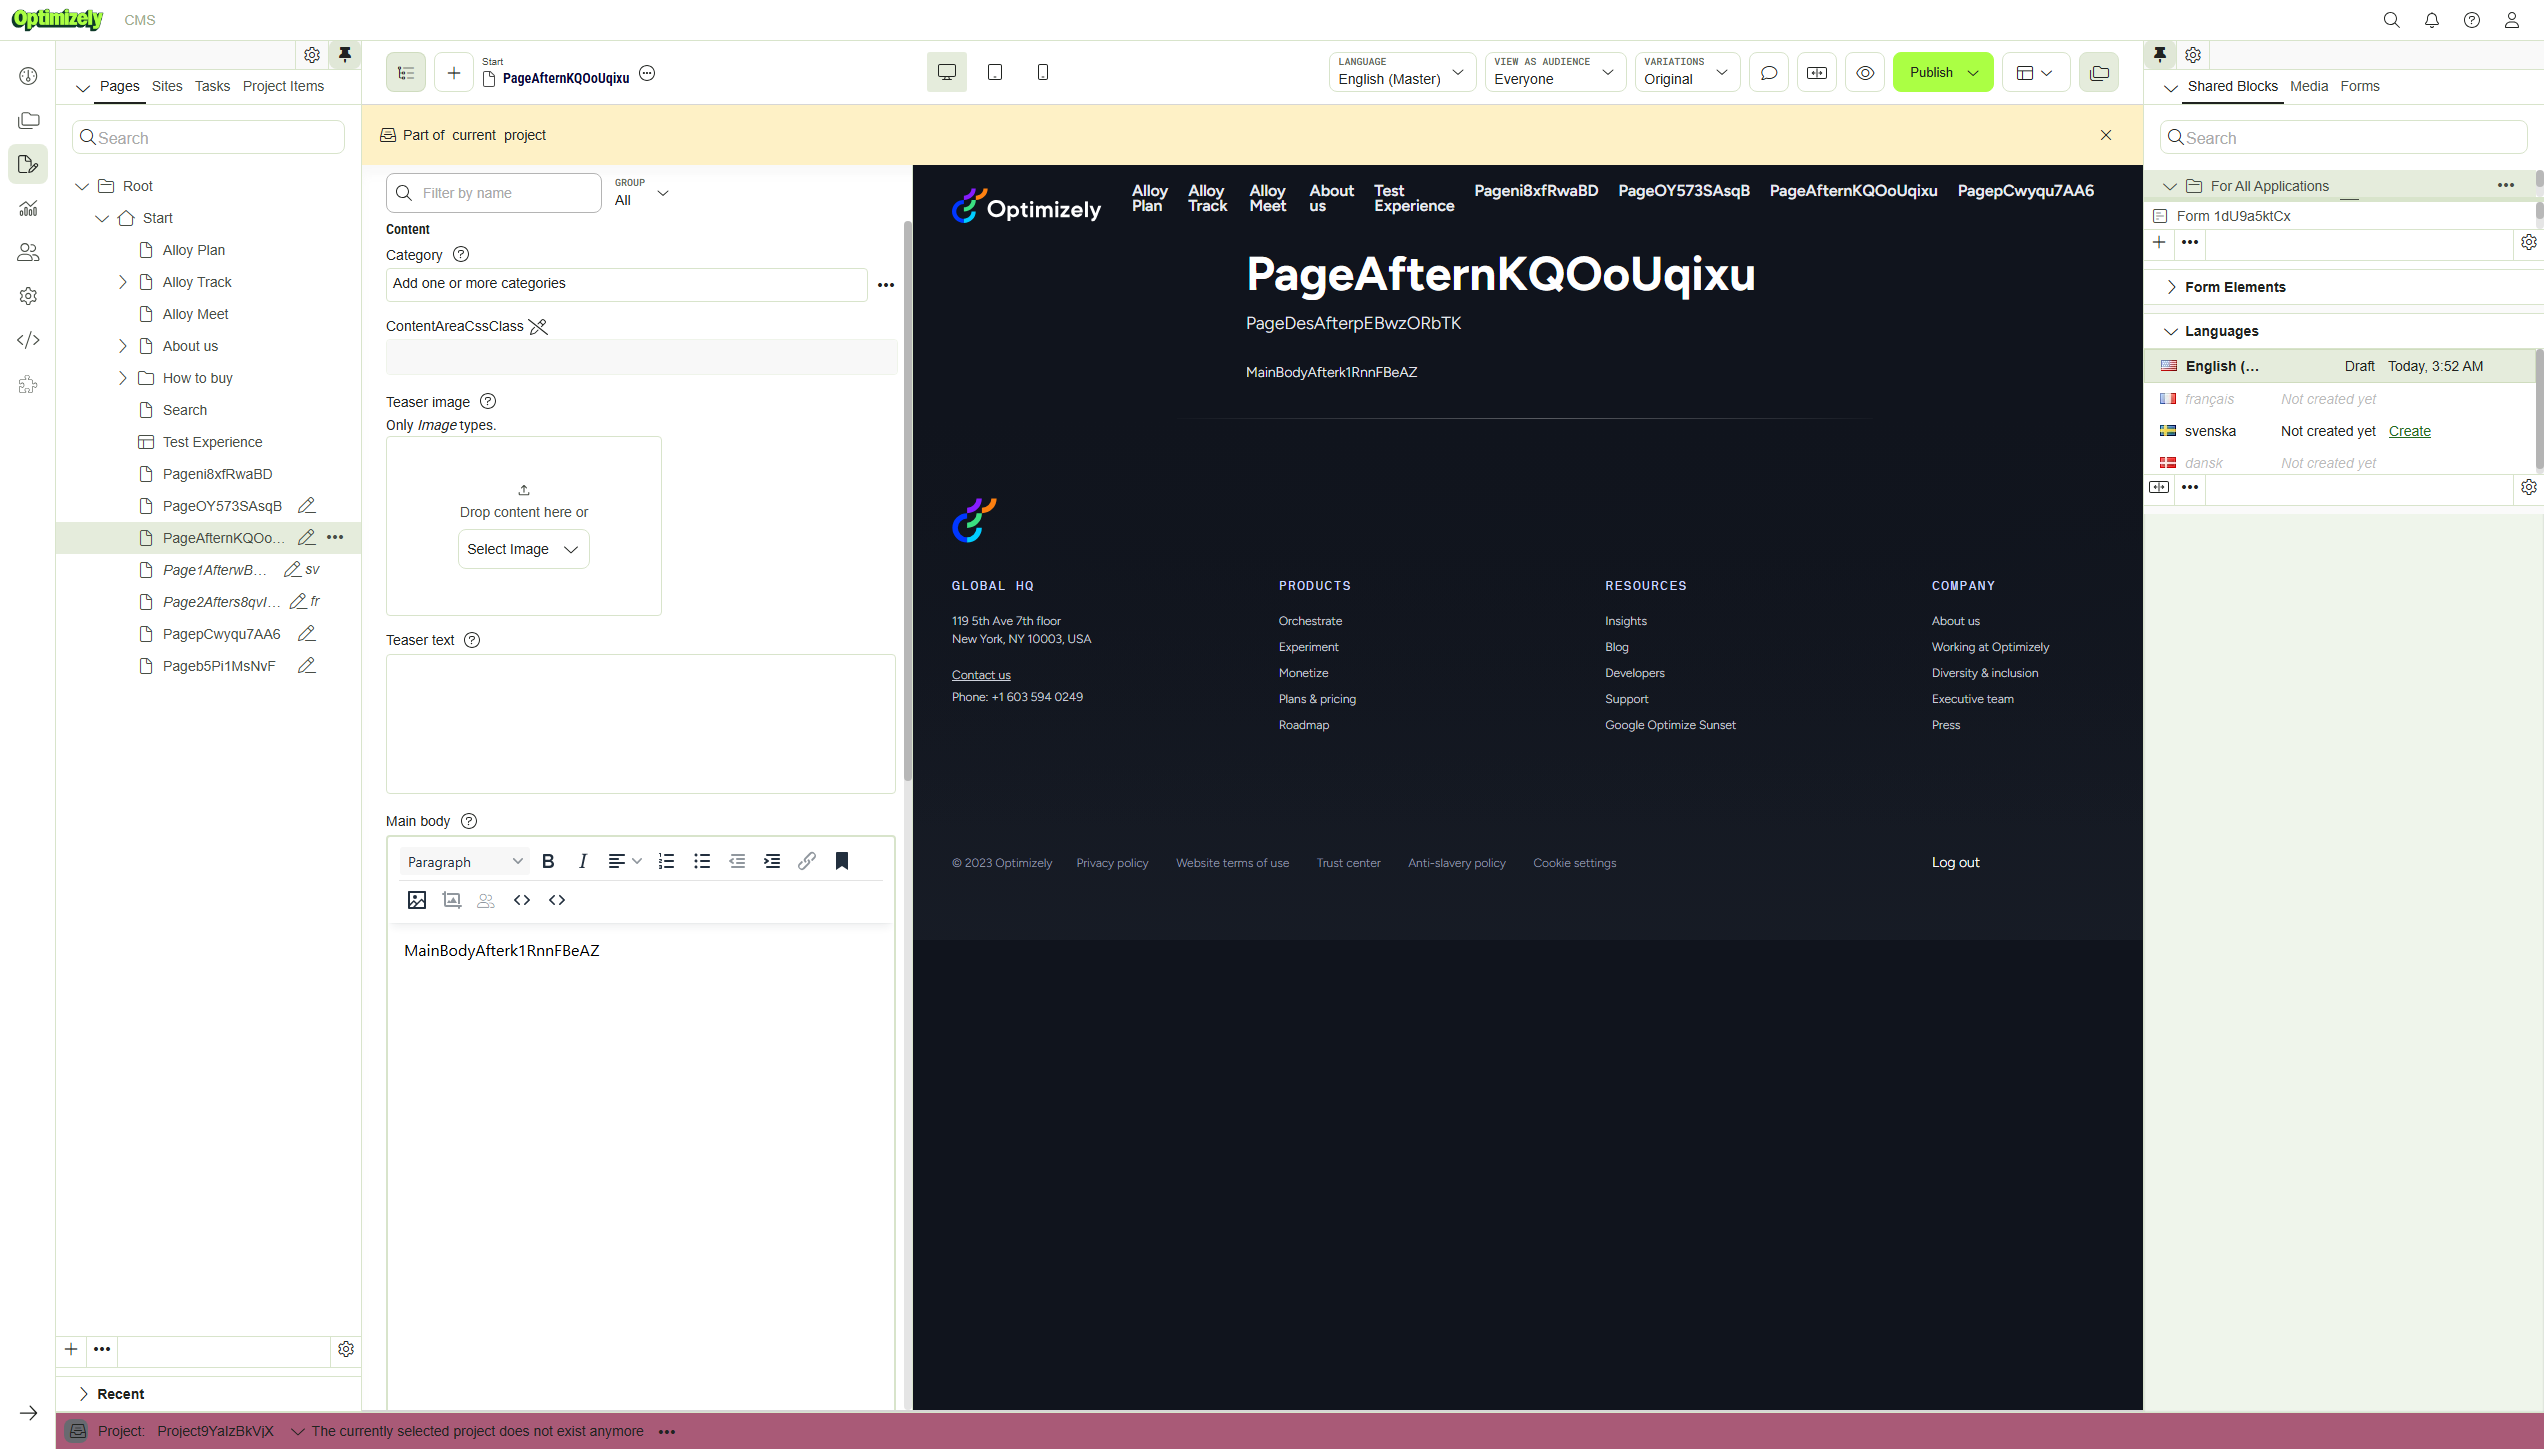 Optimizely
CMS
Pages
Sites
Tasks
Project Items
Search
Root
Start
Alloy Plan
Alloy Track
Alloy Meet
About us
How to buy
Search
Test Experience
Pageni8xfRwaBD
PageOY573SAsqB
PageAfternKQOo...
Page1AfterwB... sv
Page2Afters8qvI... fr
PagepCwyqu7AA6
Pageb5Pi1MsNvF
Recent
Start
PageAfternKQOoUqixu
LANGUAGE
English (Master)
VIEW AS AUDIENCE
Everyone
VARIATIONS
Original
Publish
Part of current project
Filter by name
GROUP
All
Content
Category
Add one or more categories
ContentAreaCssClass
Teaser image
Only Image types.
Drop content here or
Select Image
Teaser text
Main body
Paragraph
MainBodyAfterk1RnnFBeAZ
Optimizely
Alloy Plan
Alloy Track
Alloy Meet
About us
Test Experience
Pageni8xfRwaBD
PageOY573SAsqB
PageAfternKQOoUqixu
PagepCwyqu7AA6
PageAfternKQOoUqixu
PageDesAfterpEBwzORbTK
MainBodyAfterk1RnnFBeAZ
GLOBAL HQ
119 5th Ave 7th floor
New York, NY 10003, USA
Contact us
Phone: +1 603 594 0249
PRODUCTS
Orchestrate
Experiment
Monetize
Plans & pricing
Roadmap
RESOURCES
Insights
Blog
Developers
Support
Google Optimize Sunset
COMPANY
About us
Working at Optimizely
Diversity & inclusion
Executive team
Press
© 2023 Optimizely
Privacy policy
Website terms of use
Trust center
Anti-slavery policy
Cookie settings
Log out
Shared Blocks
Media
Forms
Search
For All Applications
Form 1dU9a5ktCx
Form Elements
Languages
English (... Draft Today, 3:52 AM
français Not created yet
svenska Not created yet Create
dansk Not created yet
Project: Project9YaIzBkVjX The currently selected project does not exist anymore